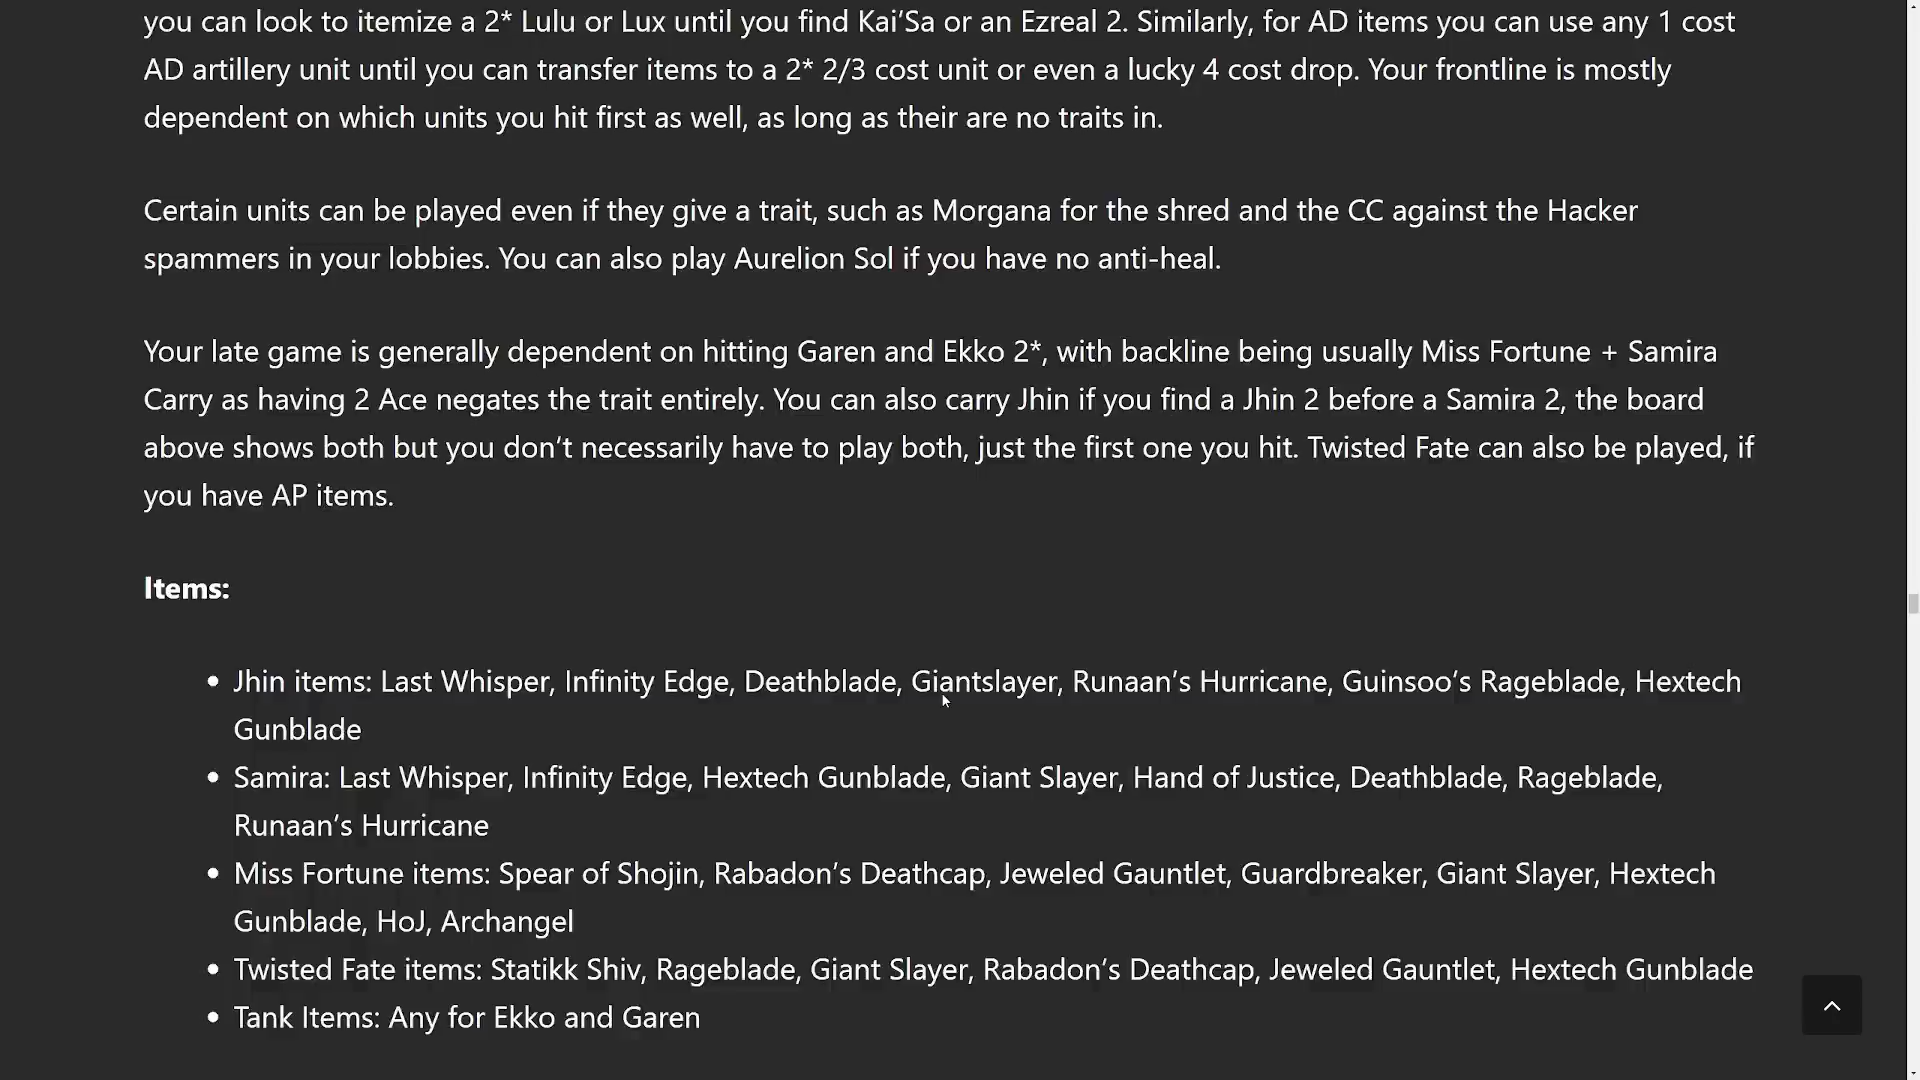 you can look to itemize a 2* Lulu or Lux until you find Kai’Sa or an Ezreal 2. Similarly, for AD items you can use any 1 cost
AD artillery unit until you can transfer items to a 2* 2/3 cost unit or even a lucky 4 cost drop. Your frontline is mostly
dependent on which units you hit first as well, as long as their are no traits in.
Certain units can be played even if they give a trait, such as Morgana for the shred and the CC against the Hacker
spammers in your lobbies. You can also play Aurelion Sol if you have no anti-heal.
Your late game is generally dependent on hitting Garen and Ekko 2*, with backline being usually Miss Fortune + Samira
Carry as having 2 Ace negates the trait entirely. You can also carry Jhin if you find a Jhin 2 before a Samira 2, the board
above shows both but you don’t necessarily have to play both, just the first one you hit. Twisted Fate can also be played, if
you have AP items.
Items:
• Jhin items: Last Whisper, Infinity Edge, Deathblade, Giantslayer, Runaan’s Hurricane, Guinsoo’s Rageblade, Hextech
Gunblade
• Samira: Last Whisper, Infinity Edge, Hextech Gunblade, Giant Slayer, Hand of Justice, Deathblade, Rageblade,
Runaan’s Hurricane
• Miss Fortune items: Spear of Shojin, Rabadon’s Deathcap, Jeweled Gauntlet, Guardbreaker, Giant Slayer, Hextech
Gunblade, HoJ, Archangel
• Twisted Fate items: Statikk Shiv, Rageblade, Giant Slayer, Rabadon’s Deathcap, Jeweled Gauntlet, Hextech Gunblade
• Tank Items: Any for Ekko and Garen